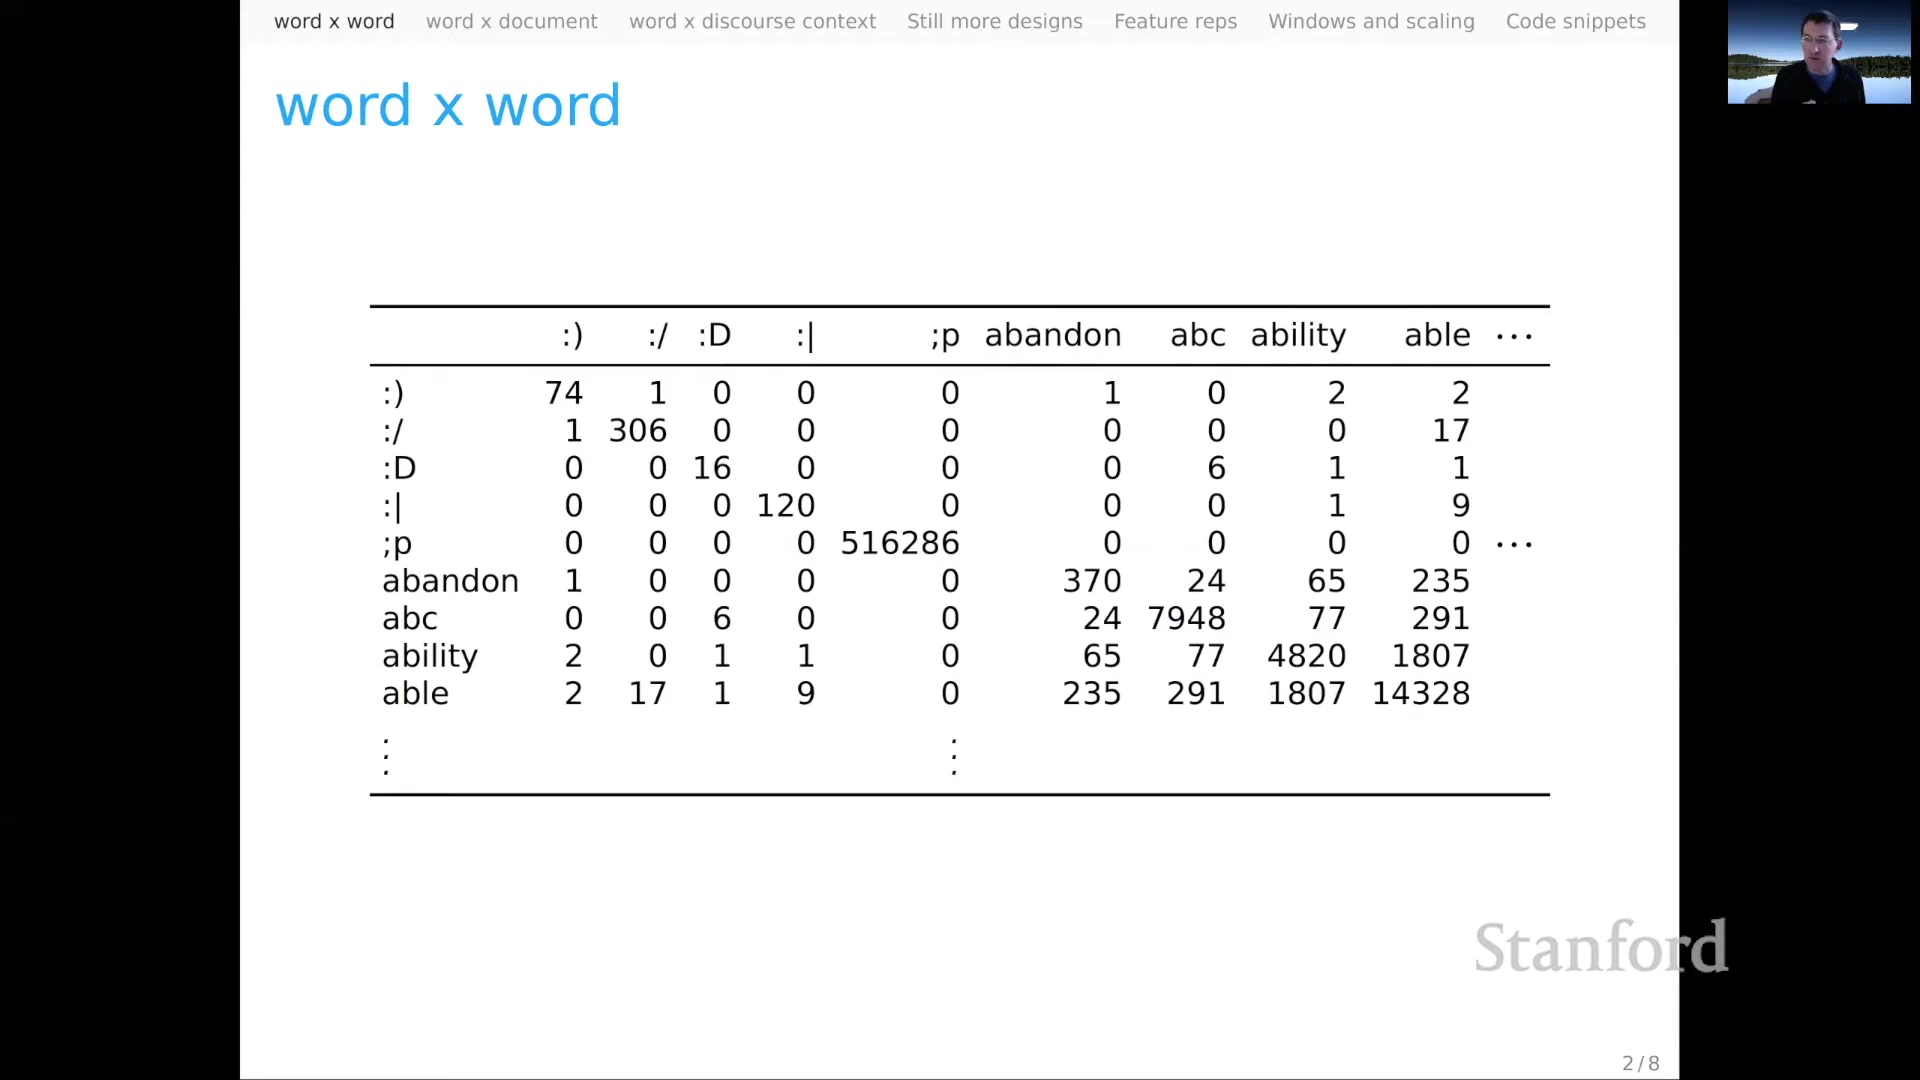 word x word word x document word x discourse context Still more designs Feature reps Windows and scaling Code snippets
word x word
:) :/ :D :| ;p abandon abc ability able ⋯
:) 74 1 0 0 0 1 0 2 2
:/ 1 306 0 0 0 0 0 0 17
:D 0 0 16 0 0 0 6 1 1
:| 0 0 0 120 0 0 0 1 9
;p 0 0 0 0 516286 0 0 0 0 ⋯
abandon 1 0 0 0 0 370 24 65 235
abc 0 0 6 0 0 24 7948 77 291
ability 2 0 1 1 0 65 77 4820 1807
able 2 17 1 9 0 235 291 1807 14328
⋮ ⋮
Stanford
2/8